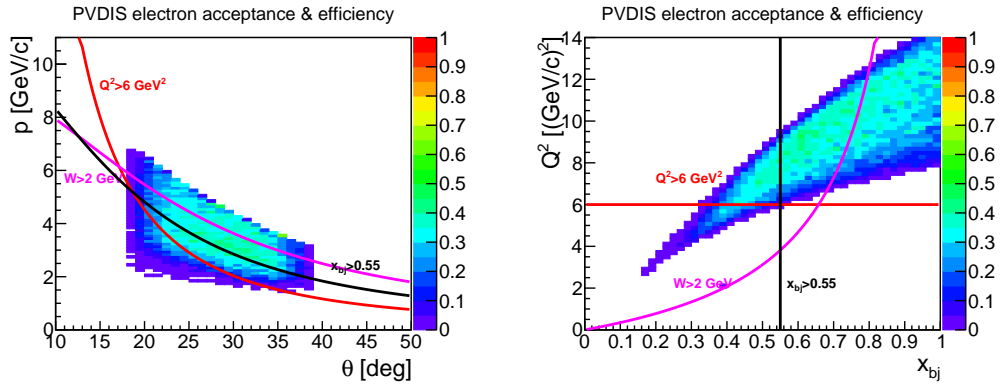 PVDIS electron acceptance & efficiency
p [GeV/c]
10
8
6
4
2
0
10 15 20 25 30 35 40 45 50
θ [deg]
Q²>6 GeV²
W>2 GeV
x_bj>0.55
1
0.9
0.8
0.7
0.6
0.5
0.4
0.3
0.2
0.1
0
PVDIS electron acceptance & efficiency
Q² [(GeV/c)²]
14
12
10
8
6
4
2
0
0 0.1 0.2 0.3 0.4 0.5 0.6 0.7 0.8 0.9 1
x_bj
Q²>6 GeV²
W>2 GeV
x_bj>0.55
1
0.9
0.8
0.7
0.6
0.5
0.4
0.3
0.2
0.1
0